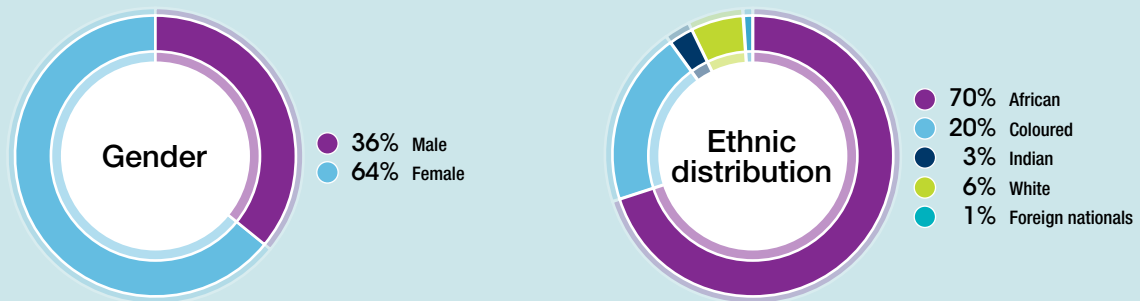 Gender
36% Male
64% Female
Ethnic
distribution
70% African
20% Coloured
3% Indian
6% White
1% Foreign nationals